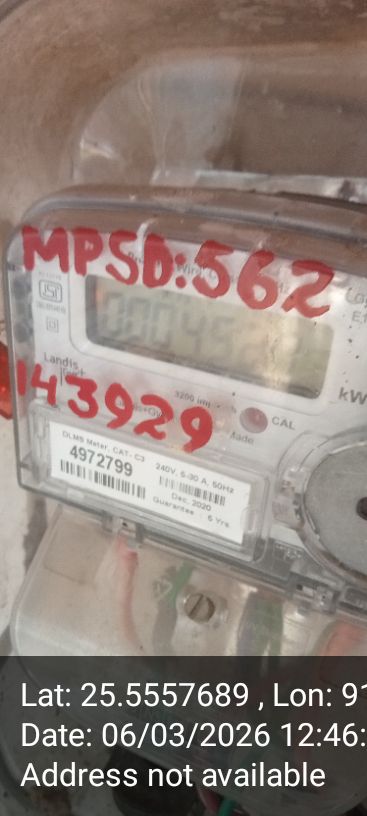 MPSD:562
Landis
143929
3200 imp
CAL
kW
DLMS Meter, CAT- C3
4972799
240V, 5-30 A, 50Hz
Dec, 2020
Guarantee : 5 Yrs.
Lat: 25.5557689 , Lon: 91
Date: 06/03/2026 12:46:
Address not available